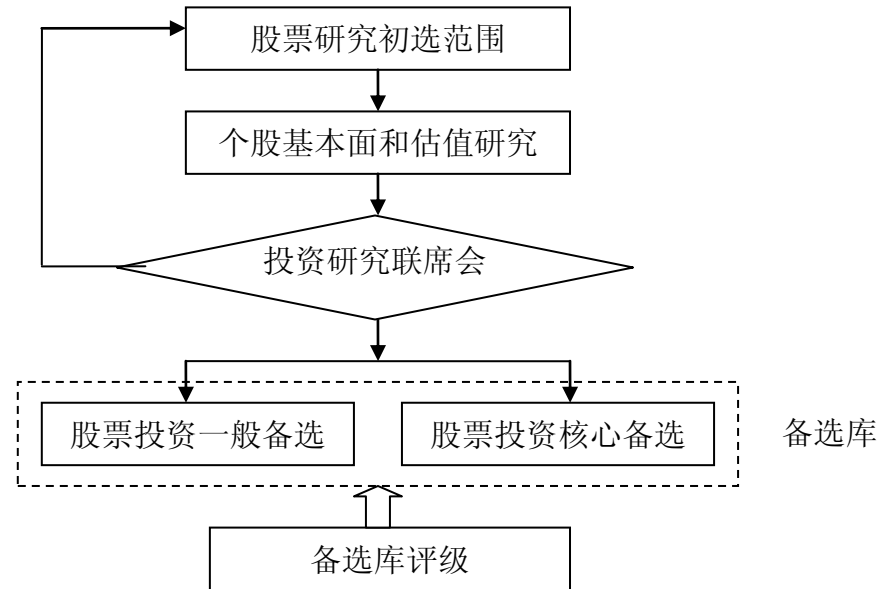 股票研究初选范围
个股基本面和估值研究
投资研究联席会
股票投资一般备选
股票投资核心备选
备选库
备选库评级